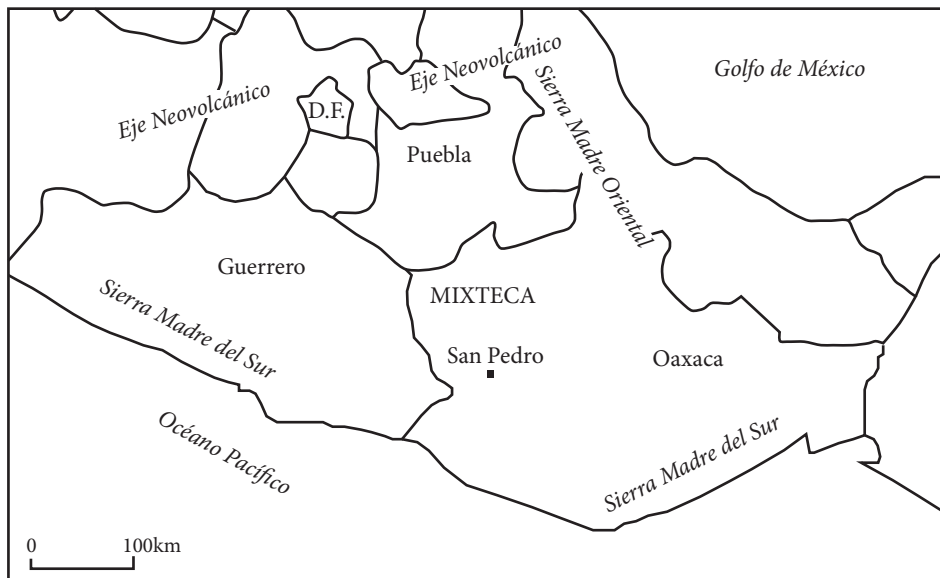 Golfo de México
Eje Neovolcánico
Eje Neovolcánico
Sierra Madre Oriental
D.F.
Puebla
Guerrero
MIXTECA
Sierra Madre del Sur
San Pedro
Oaxaca
Océano Pacífico
Sierra Madre del Sur
0 100km